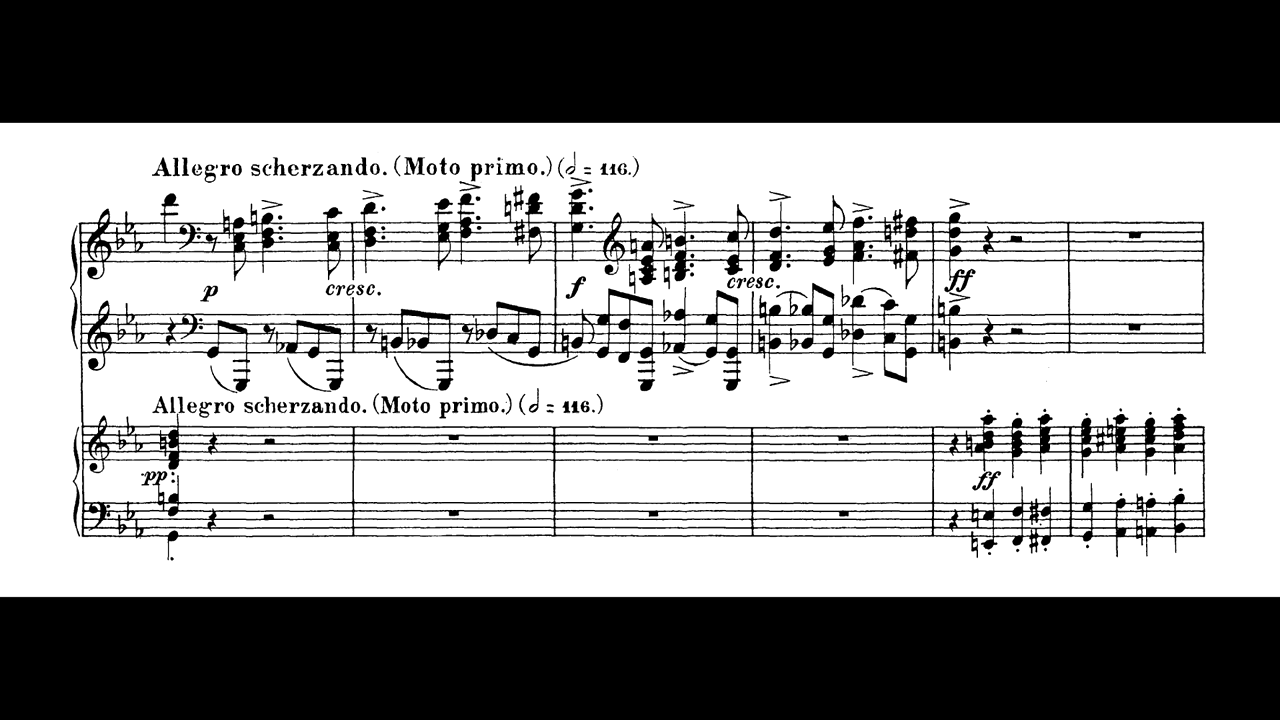 Allegro scherzando. (Moto primo.) (𝅗𝅥 = 116.)
p cresc. f cresc. ff
Allegro scherzando. (Moto primo.) (𝅗𝅥 = 116.)
pp ff